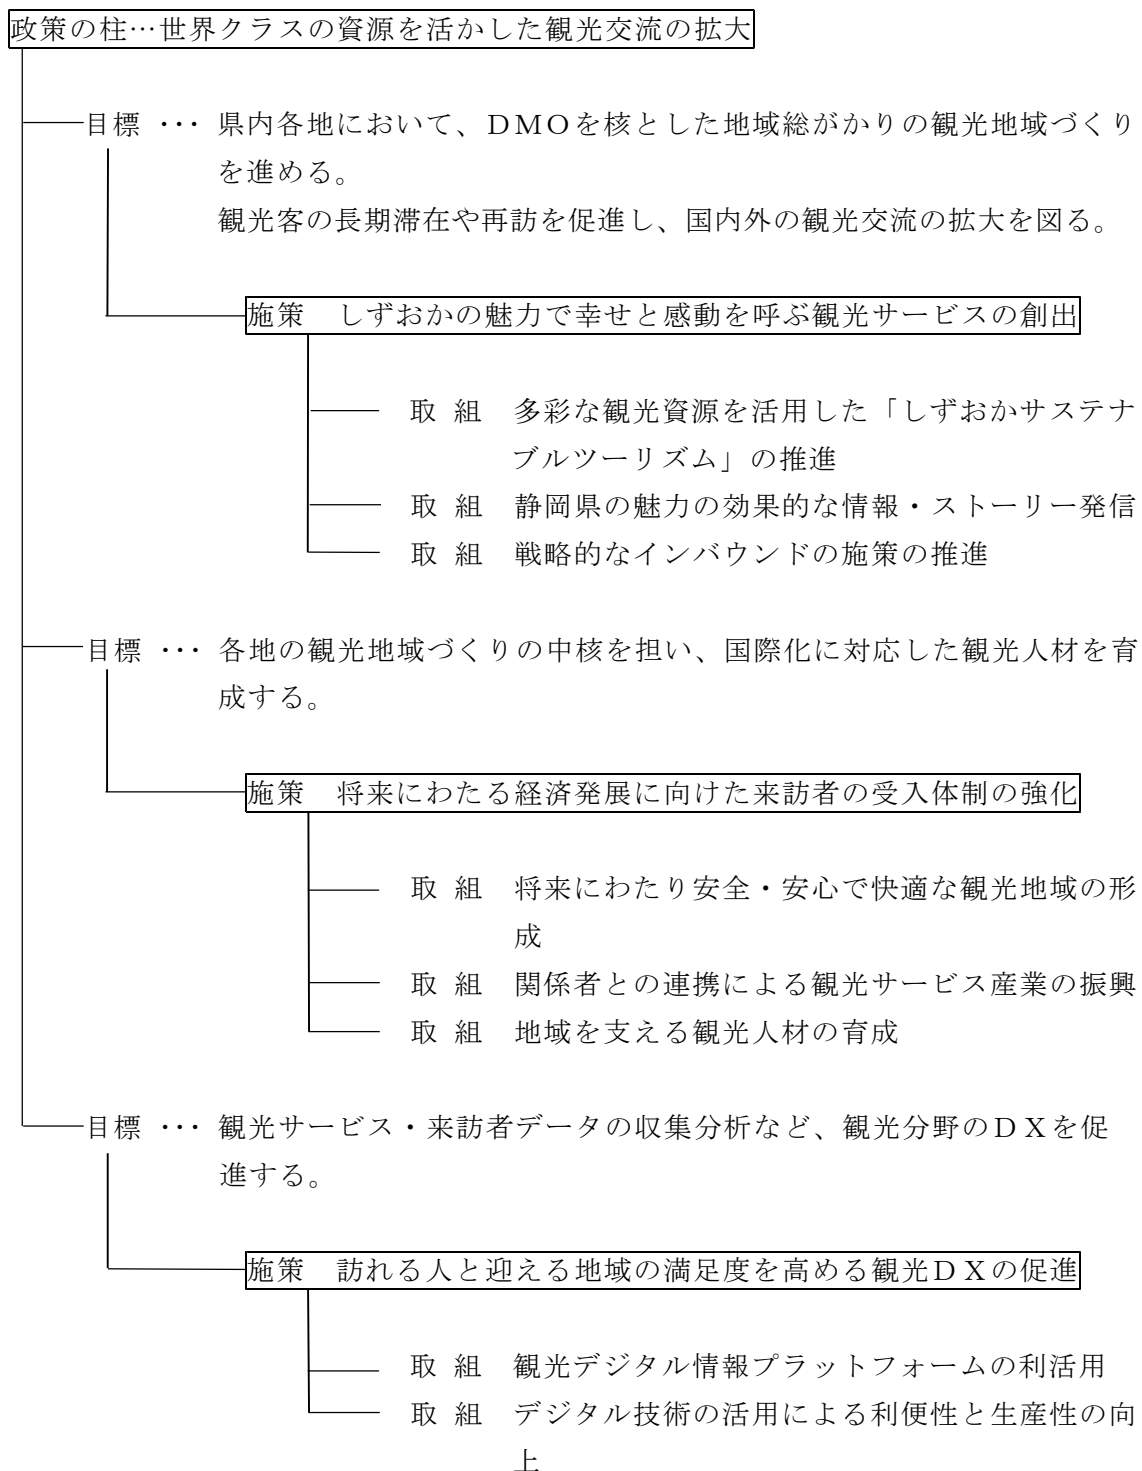 政策の柱…世界クラスの資源を活かした観光交流の拡大
目標 … 県内各地において、DMOを核とした地域総がかりの観光地域づくり
を進める。
観光客の長期滞在や再訪を促進し、国内外の観光交流の拡大を図る。
施策　しずおかの魅力で幸せと感動を呼ぶ観光サービスの創出
取 組　多彩な観光資源を活用した「しずおかサステナ
ブルツーリズム」の推進
取 組　静岡県の魅力の効果的な情報・ストーリー発信
取 組　戦略的なインバウンドの施策の推進
目標 … 各地の観光地域づくりの中核を担い、国際化に対応した観光人材を育
成する。
施策　将来にわたる経済発展に向けた来訪者の受入体制の強化
取 組　将来にわたり安全・安心で快適な観光地域の形
成
取 組　関係者との連携による観光サービス産業の振興
取 組　地域を支える観光人材の育成
目標 … 観光サービス・来訪者データの収集分析など、観光分野のDXを促
進する。
施策　訪れる人と迎える地域の満足度を高める観光DXの促進
取 組　観光デジタル情報プラットフォームの利活用
取 組　デジタル技術の活用による利便性と生産性の向
上